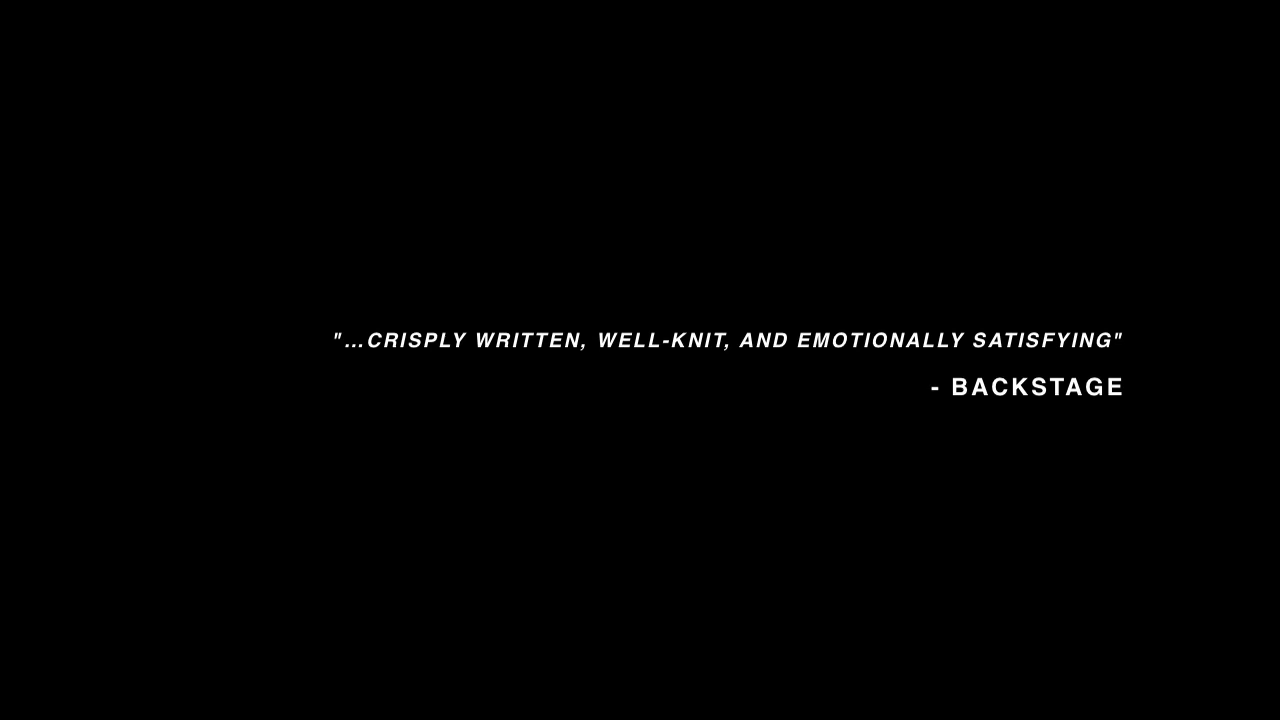 "...CRISPLY WRITTEN, WELL-KNIT, AND EMOTIONALLY SATISFYING"
- BACKSTAGE